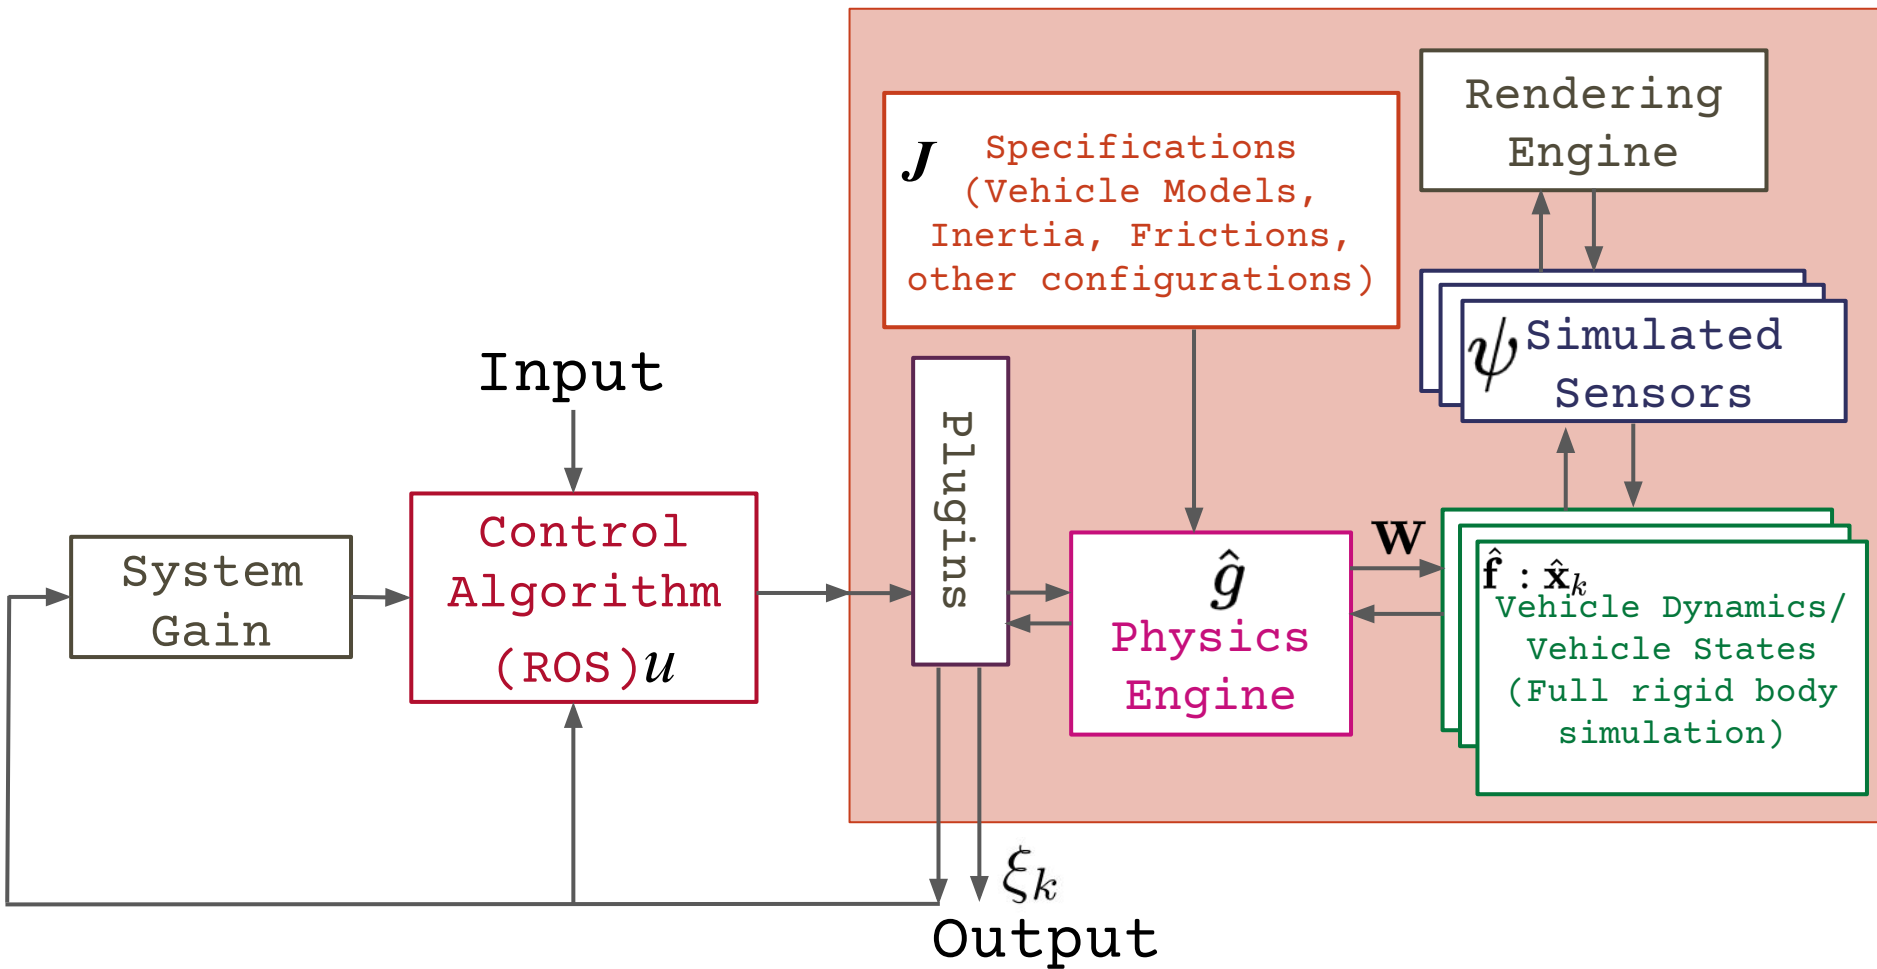 Rendering
Engine
J Specifications
(Vehicle Models,
Inertia, Frictions,
other configurations)
ψ Simulated
Sensors
Input
Plugins
System
Gain
Control
Algorithm
(ROS) u
ĝ
Physics
Engine
W
f̂ : x̂ₖ
Vehicle Dynamics/
Vehicle States
(Full rigid body
simulation)
ξₖ
Output